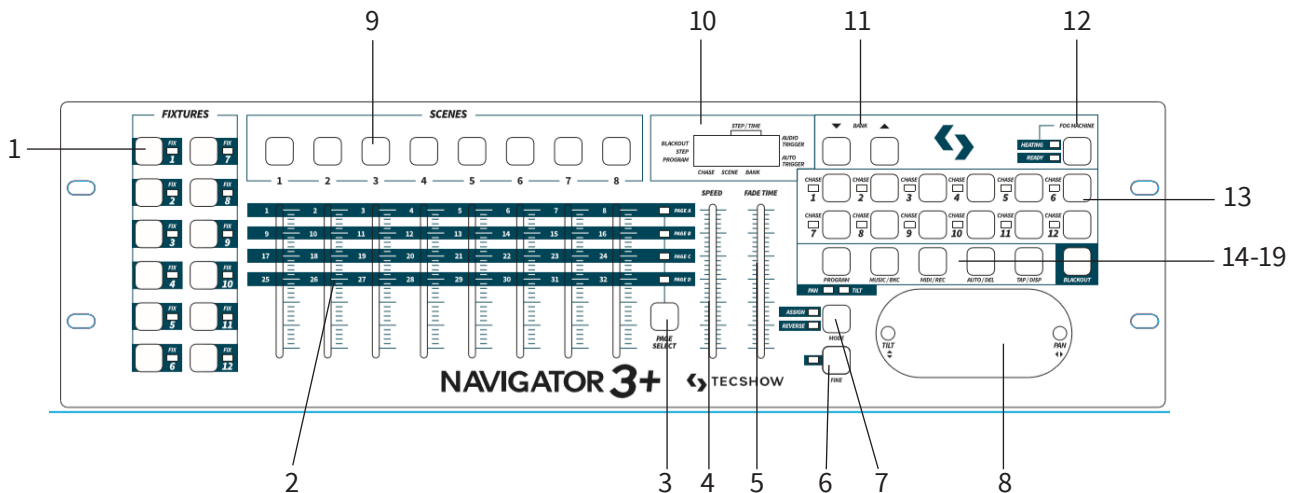 9 10 11 12
FIXTURES SCENES STEP / TIME ▼ BANK ▲ FOG MACHINE
BLACKOUT AUDIO TRIGGER HEATING
STEP
PROGRAM AUTO TRIGGER READY
CHASE SCENE BANK
1
FIX 1 FIX 7
FIX 2 FIX 8
FIX 3 FIX 9
FIX 4 FIX 10
FIX 5 FIX 11
FIX 6 FIX 12
1 2 3 4 5 6 7 8
SPEED FADE TIME
1 2 3 4 5 6 7 8 PAGE A
9 10 11 12 13 14 15 16 PAGE B
17 18 19 20 21 22 23 24 PAGE C
25 26 27 28 29 30 31 32 PAGE D
PAGE SELECT
CHASE 1 CHASE 2 CHASE 3 CHASE 4 CHASE 5 CHASE 6
13
CHASE 7 CHASE 8 CHASE 9 CHASE 10 CHASE 11 CHASE 12
14-19
PROGRAM MUSIC / BKC MIDI / REC AUTO / DEL TAP / DISP BLACKOUT
PAN TILT
ASSIGN
REVERSE
MODE
FINE
TILT PAN
NAVIGATOR 3+ TECSHOW
2 3 4 5 6 7 8